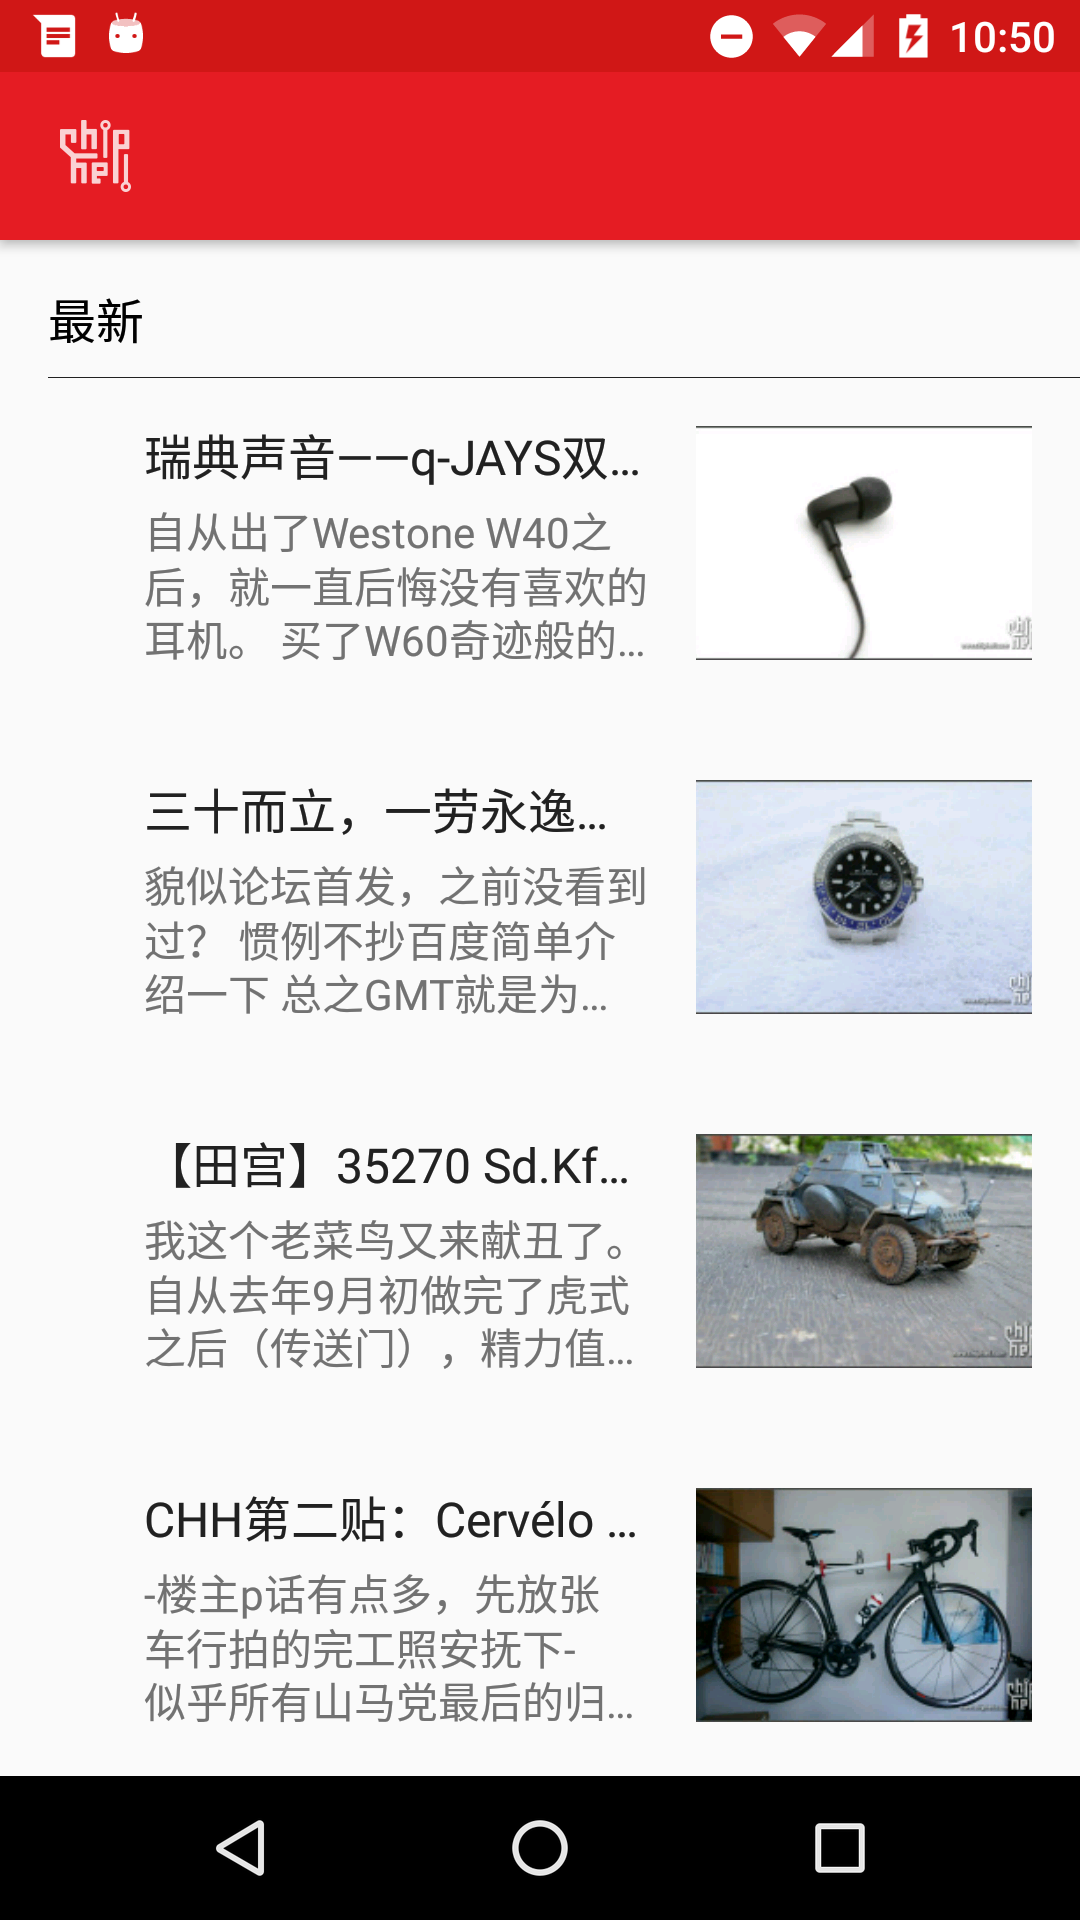 10:50
chip
hell
最新
瑞典声音——q-JAYS双...
自从出了Westone W40之
后，就一直后悔没有喜欢的
耳机。 买了W60奇迹般的...
三十而立，一劳永逸...
貌似论坛首发，之前没看到
过？ 惯例不抄百度简单介
绍一下 总之GMT就是为...
【田宫】35270 Sd.Kf...
我这个老菜鸟又来献丑了。
自从去年9月初做完了虎式
之后（传送门），精力值...
CHH第二贴：Cervélo ...
-楼主p话有点多，先放张
车行拍的完工照安抚下-
似乎所有山马党最后的归...